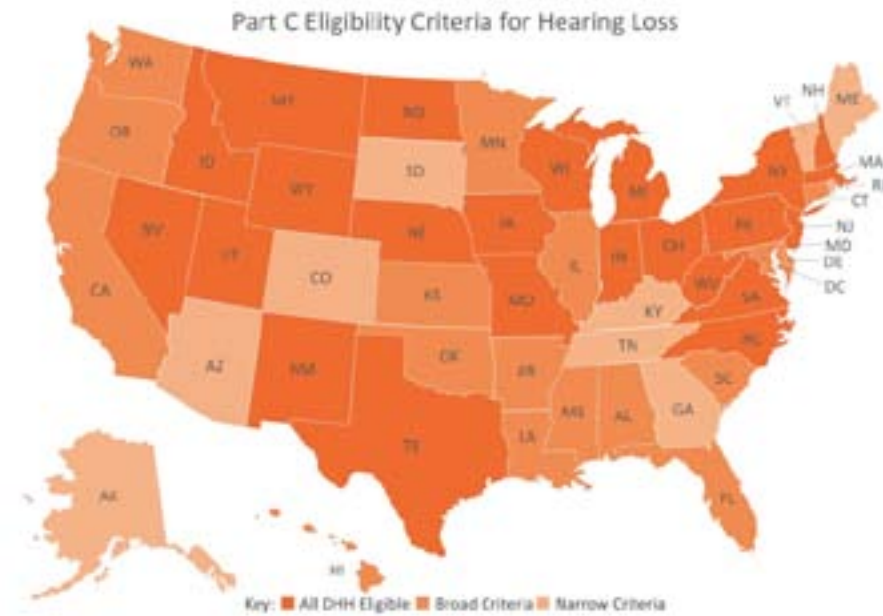 Part C Eligibility Criteria for Hearing Loss
WA
MT
ND
MN
VT
NH
ME
OR
ID
SD
WI
MI
NY
MA
WY
CT
NV
UT
NE
IA
PA
NJ
MD
DE
DC
CA
CO
KS
MO
IL
IN
OH
WV
VA
KY
AZ
NM
OK
AR
TN
NC
SC
MS
AL
GA
TX
LA
FL
AK
HI
Key: All DHH Eligible Broad Criteria Narrow Criteria